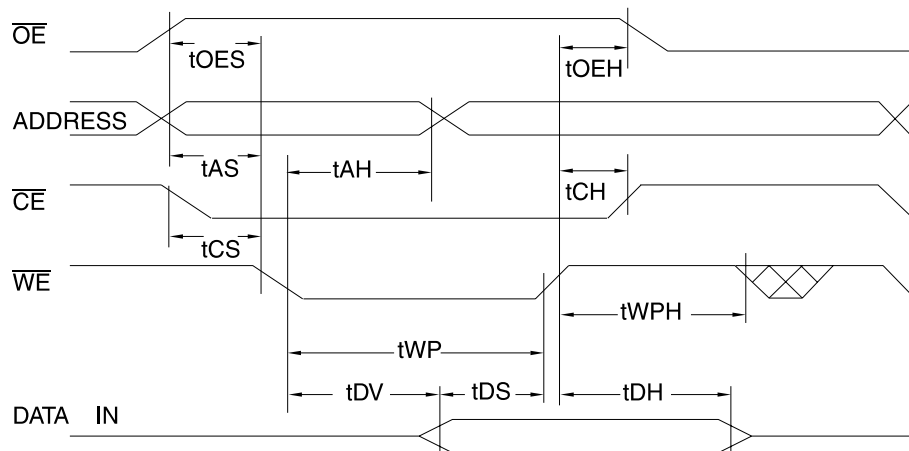 OE
tOES
tOEH
ADDRESS
tAS
tAH
tCH
CE
tCS
WE
tWPH
tWP
tDV
tDS
tDH
DATA IN